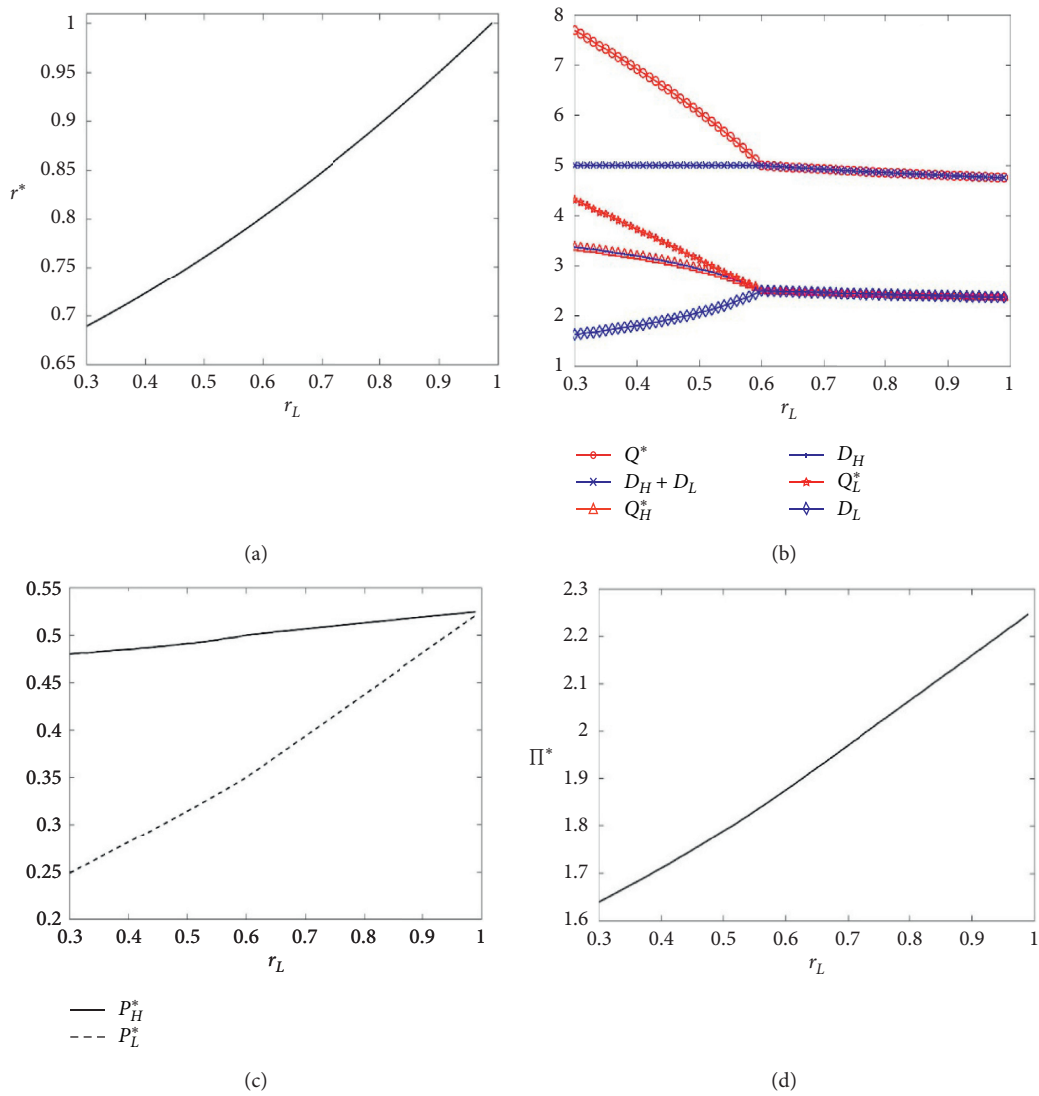 1
0.95
0.9
0.85
r*
0.8
0.75
0.7
0.65
0.3 0.4 0.5 0.6 0.7 0.8 0.9 1
r_L
(a)
8
7
6
5
4
3
2
1
0.3 0.4 0.5 0.6 0.7 0.8 0.9 1
r_L
Q* D_H
D_H + D_L Q*_L
Q*_H D_L
(b)
0.55
0.5
0.45
0.4
0.35
0.3
0.25
0.2
0.3 0.4 0.5 0.6 0.7 0.8 0.9 1
r_L
P*_H
P*_L
(c)
2.3
2.2
2.1
2
Π*
1.9
1.8
1.7
1.6
0.3 0.4 0.5 0.6 0.7 0.8 0.9 1
r_L
(d)